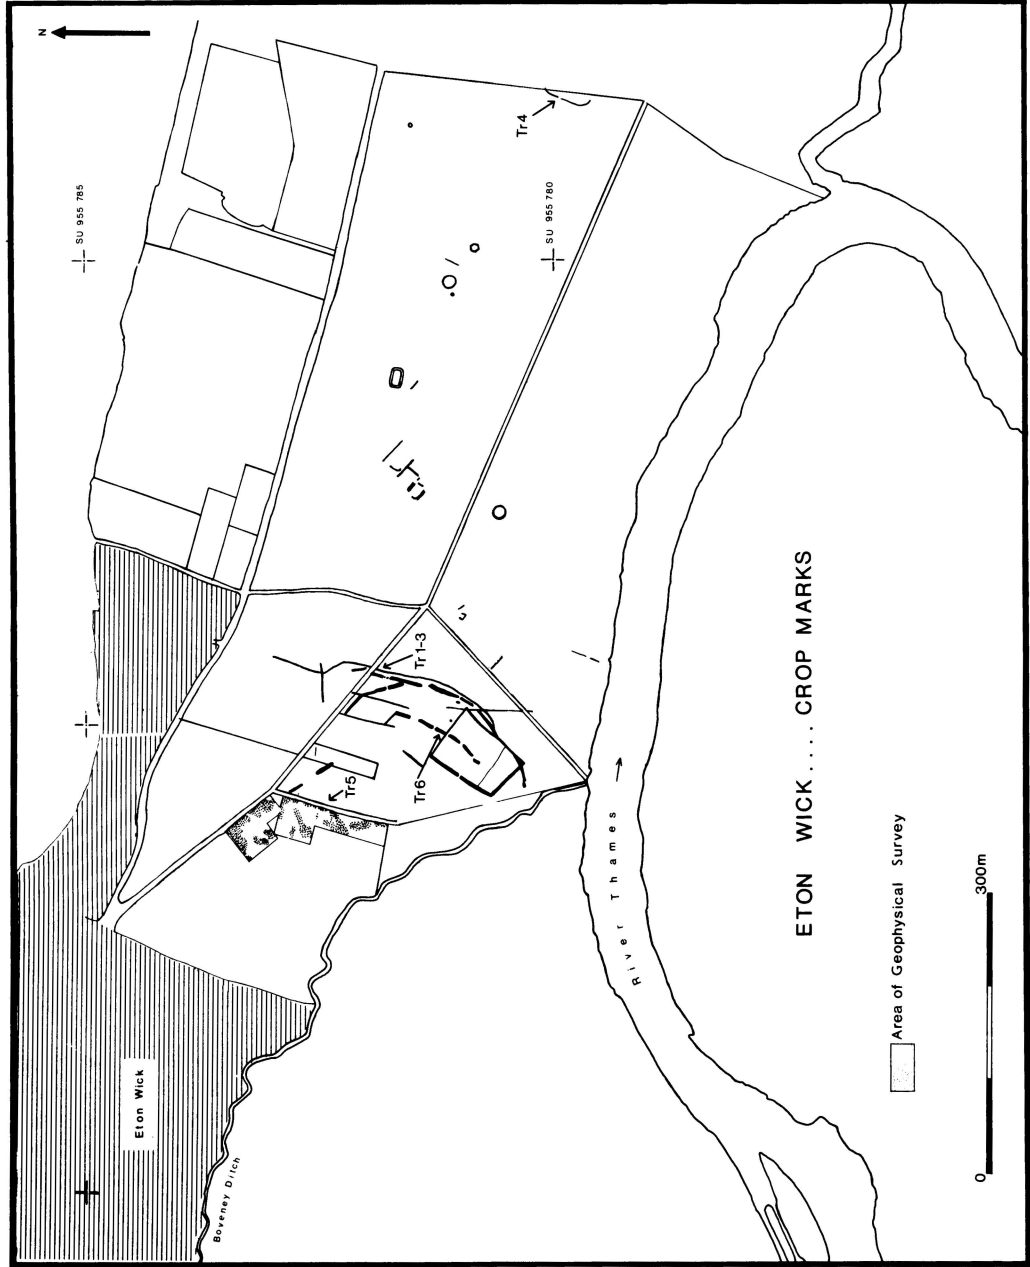 N
SU 955 785
SU 955 780
Tr4
Tr1-3
Tr5
Tr6
Eton Wick
Boveney Ditch
River Thames
ETON WICK..... CROP MARKS
Area of Geophysical Survey
0
300m